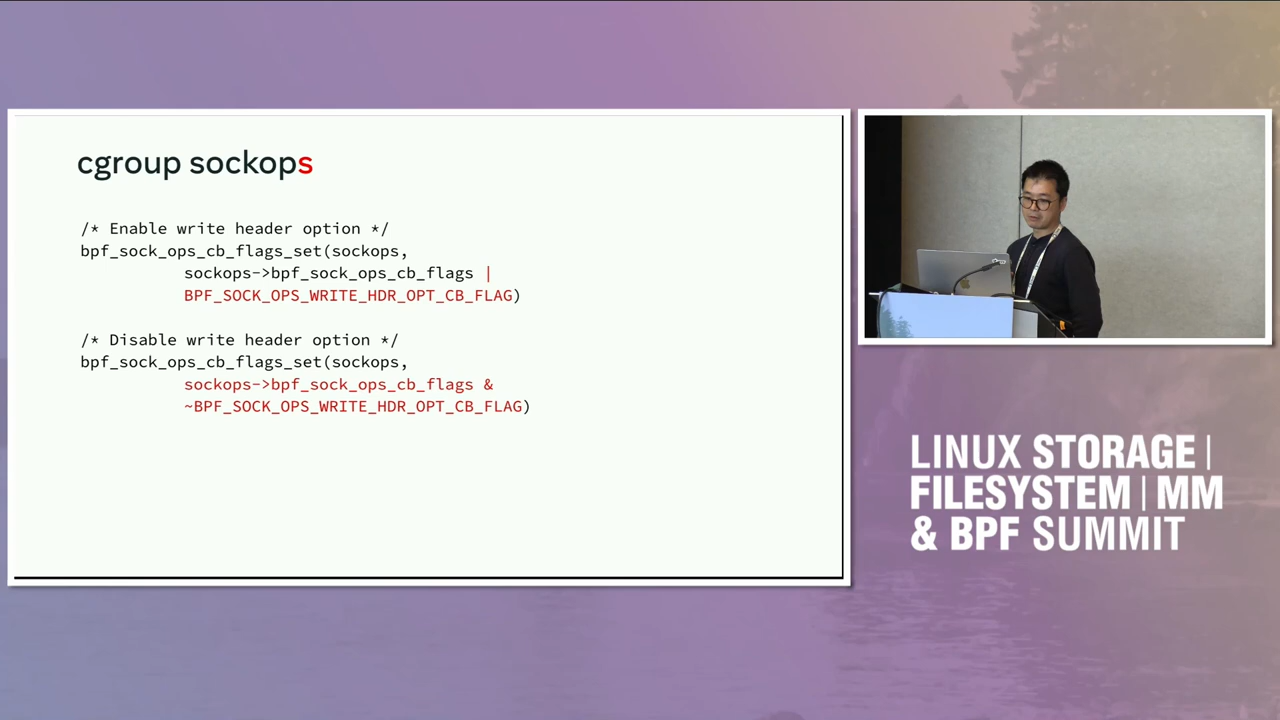 cgroup sockops
/* Enable write header option */
bpf_sock_ops_cb_flags_set(sockops,
sockops->bpf_sock_ops_cb_flags |
BPF_SOCK_OPS_WRITE_HDR_OPT_CB_FLAG)
/* Disable write header option */
bpf_sock_ops_cb_flags_set(sockops,
sockops->bpf_sock_ops_cb_flags &
~BPF_SOCK_OPS_WRITE_HDR_OPT_CB_FLAG)
LINUX STORAGE |
FILESYSTEM | MM
& BPF SUMMIT